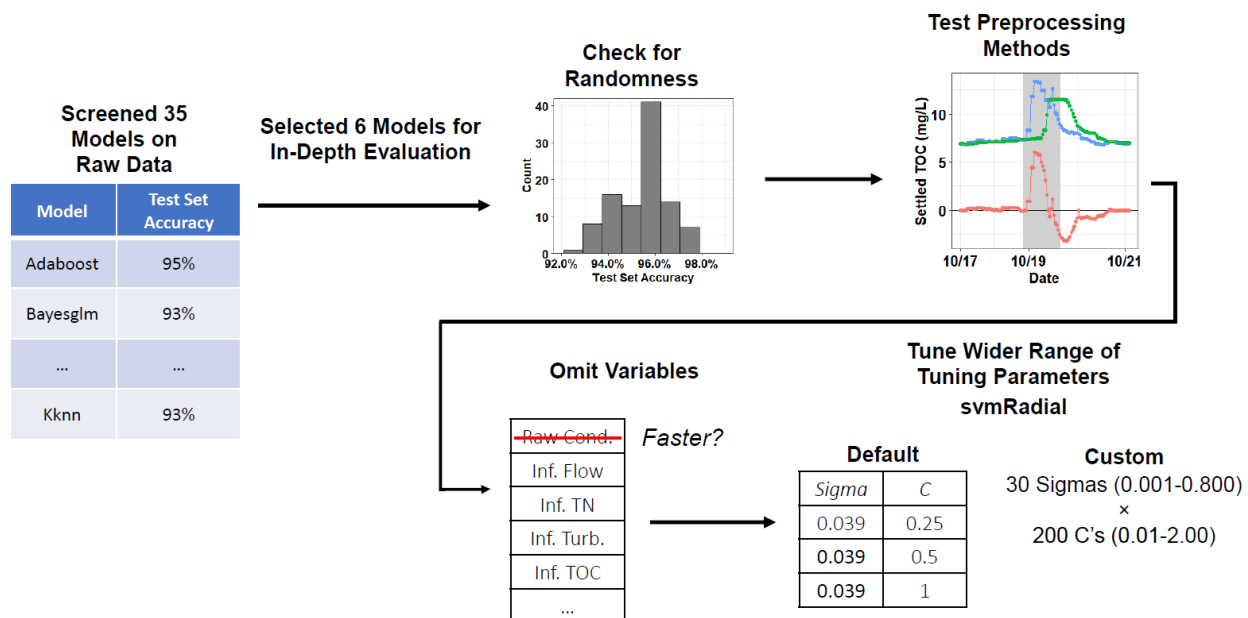 Screened 35
Models on
Raw Data
Model Test Set
Accuracy
Adaboost 95%
Bayesglm 93%
... ...
Kknn 93%
Selected 6 Models for
In-Depth Evaluation
Check for
Randomness
40
30
20
10
0
Count
92.0% 94.0% 96.0% 98.0%
Test Set Accuracy
Test Preprocessing
Methods
10
5
0
Settled TOC (mg/L)
10/17 10/19 10/21
Date
Omit Variables
Raw Cond.
Inf. Flow
Inf. TN
Inf. Turb.
Inf. TOC
...
Faster?
Tune Wider Range of
Tuning Parameters
svmRadial
Default
Sigma C
0.039 0.25
0.039 0.5
0.039 1
Custom
30 Sigmas (0.001-0.800)
×
200 C's (0.01-2.00)